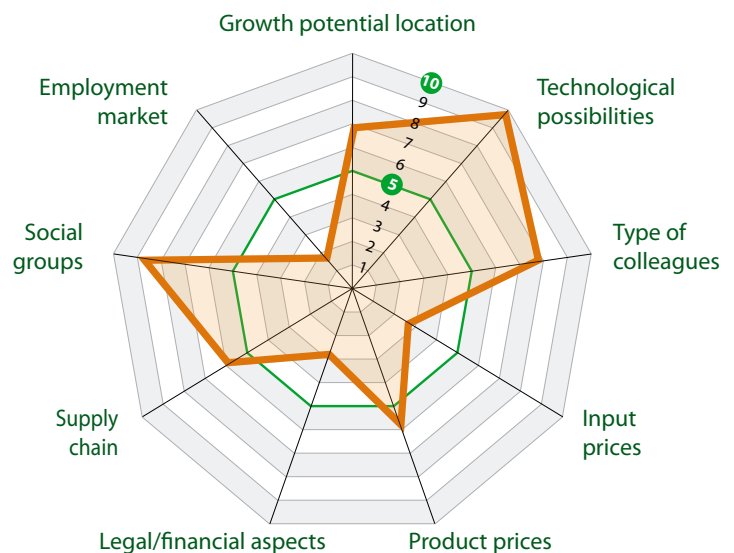 Growth potential location
Employment
market
10
9
8
7
6
5
4
3
2
1
Technological
possibilities
Social
groups
Type of
colleagues
Supply
chain
Input
prices
Legal/financial aspects
Product prices